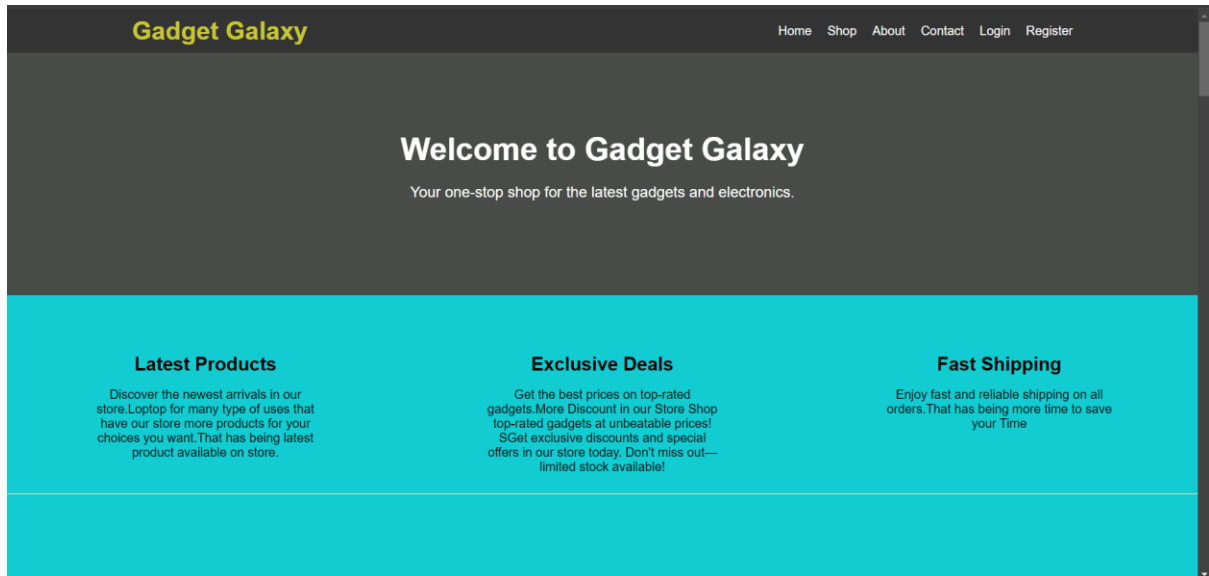 Gadget Galaxy
Home Shop About Contact Login Register
Welcome to Gadget Galaxy
Your one-stop shop for the latest gadgets and electronics.
Latest Products
Discover the newest arrivals in our
store.Loptop for many type of uses that
have our store more products for your
choices you want.That has being latest
product available on store.
Exclusive Deals
Get the best prices on top-rated
gadgets.More Discount in our Store Shop
top-rated gadgets at unbeatable prices!
SGet exclusive discounts and special
offers in our store today. Don't miss out—
limited stock available!
Fast Shipping
Enjoy fast and reliable shipping on all
orders.That has being more time to save
your Time